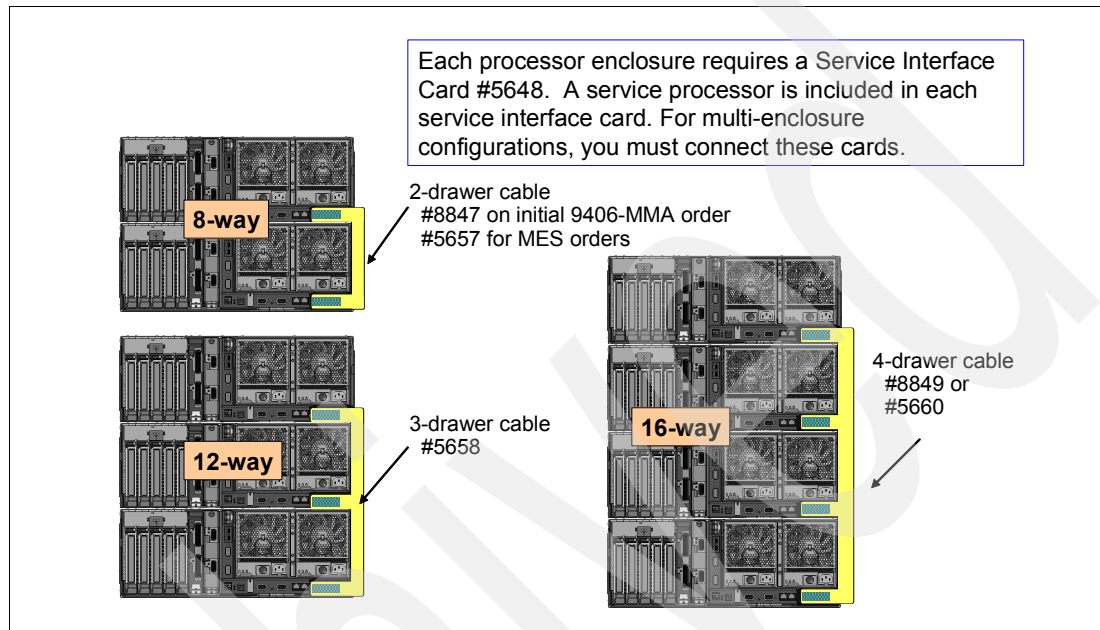 Each processor enclosure requires a Service Interface
Card #5648.  A service processor is included in each
service interface card. For multi-enclosure
configurations, you must connect these cards.
8-way
2-drawer cable
#8847 on initial 9406-MMA order
#5657 for MES orders
12-way
3-drawer cable
#5658
16-way
4-drawer cable
#8849 or
#5660